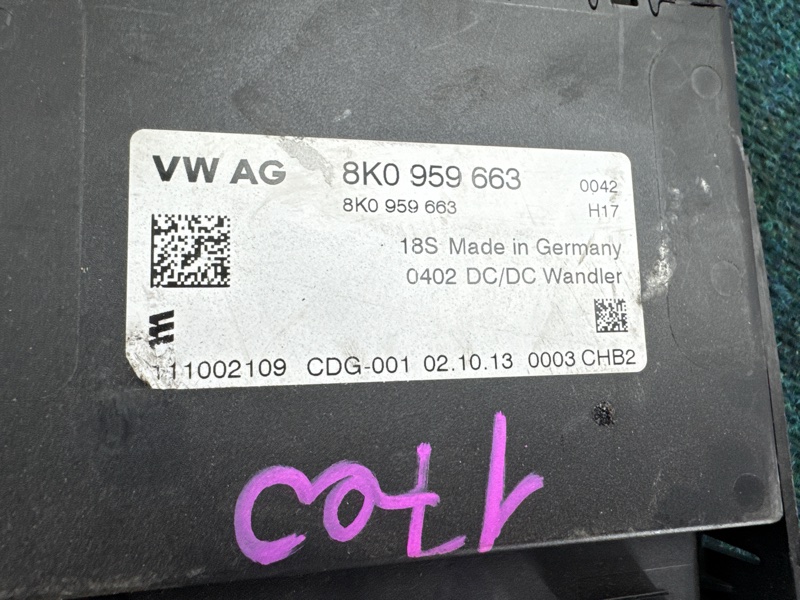 VW AG
8K0 959 663
0042
8K0 959 663
H17
18S Made in Germany
0402 DC/DC Wandler
111002109 CDG-001 02.10.13 0003 CHB2